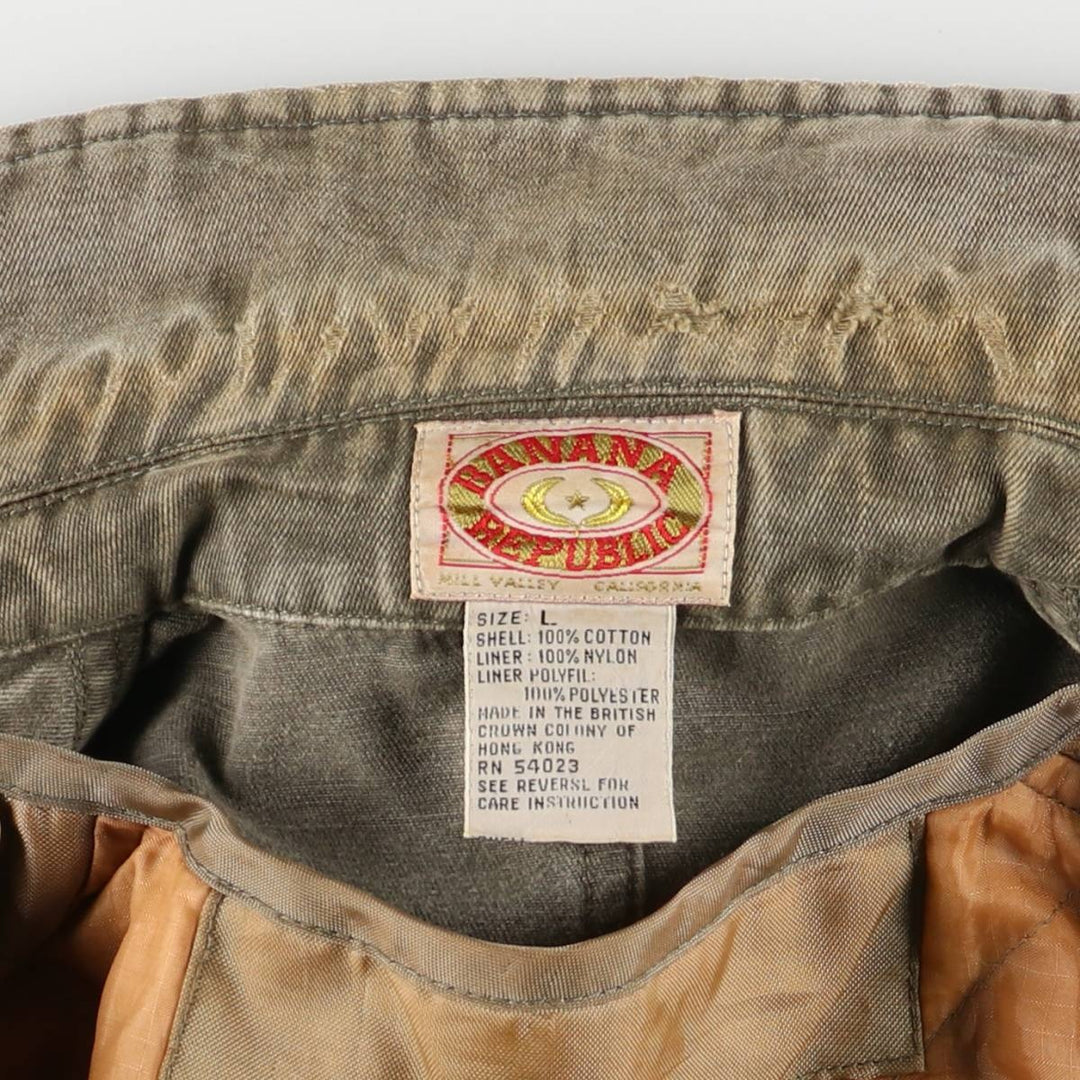 BANANA
REPUBLIC
MILL VALLEY CALIFORNIA
SIZE: L
SHELL: 100% COTTON
LINER: 100% NYLON
LINER POLYFIL:
100% POLYESTER
MADE IN THE BRITISH
CROWN COLONY OF
HONG KONG
RN 54023
SEE REVERSE FOR
CARE INSTRUCTION